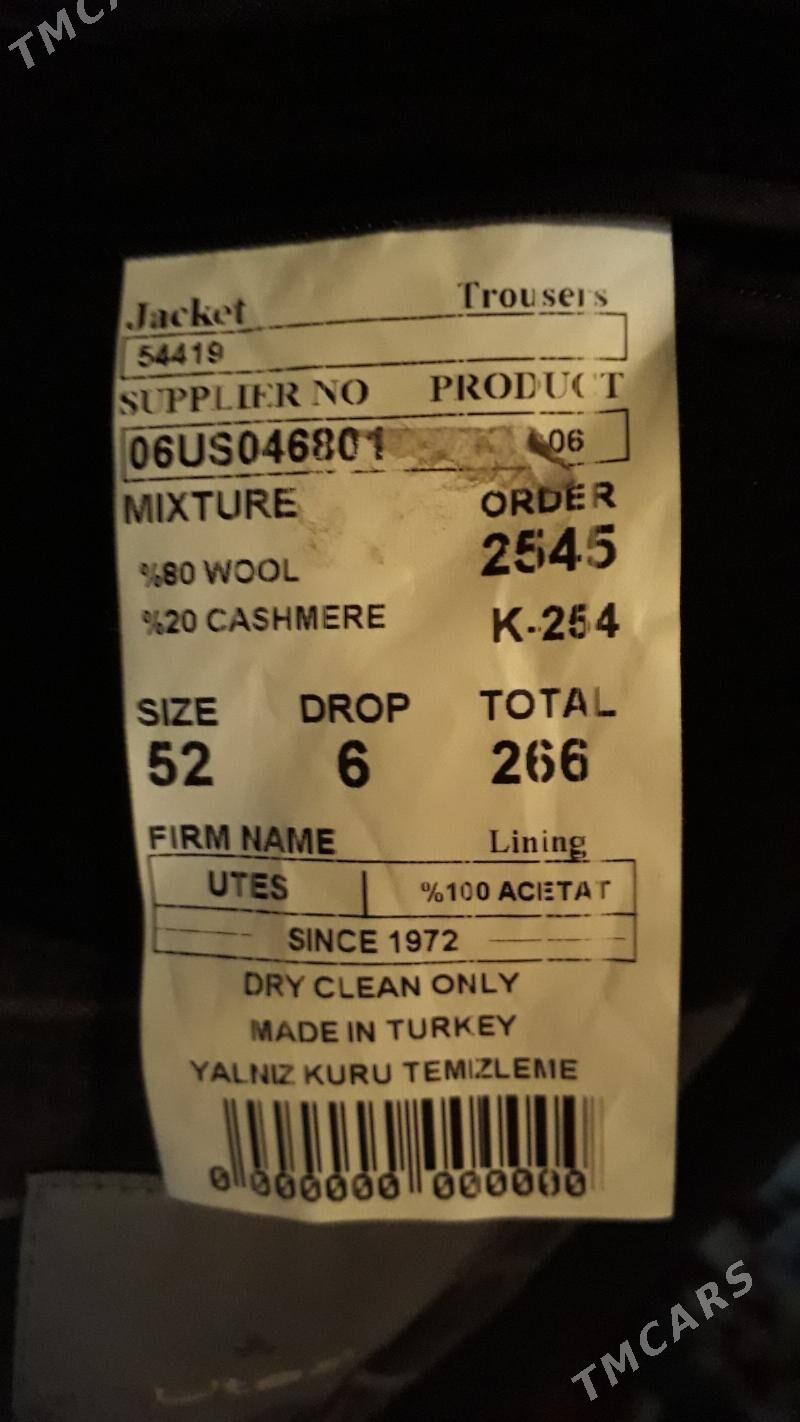 TMCA
Jacket Trousers
54419
SUPPLIER NO PRODUCT
06US046801 06
MIXTURE ORDER
%80 WOOL 2545
%20 CASHMERE K-254
SIZE DROP TOTAL
52 6 266
FIRM NAME Lining
UTES %100 ACETAT
SINCE 1972
DRY CLEAN ONLY
MADE IN TURKEY
YALNIZ KURU TEMIZLEME
0 000000 000000
TMCARS